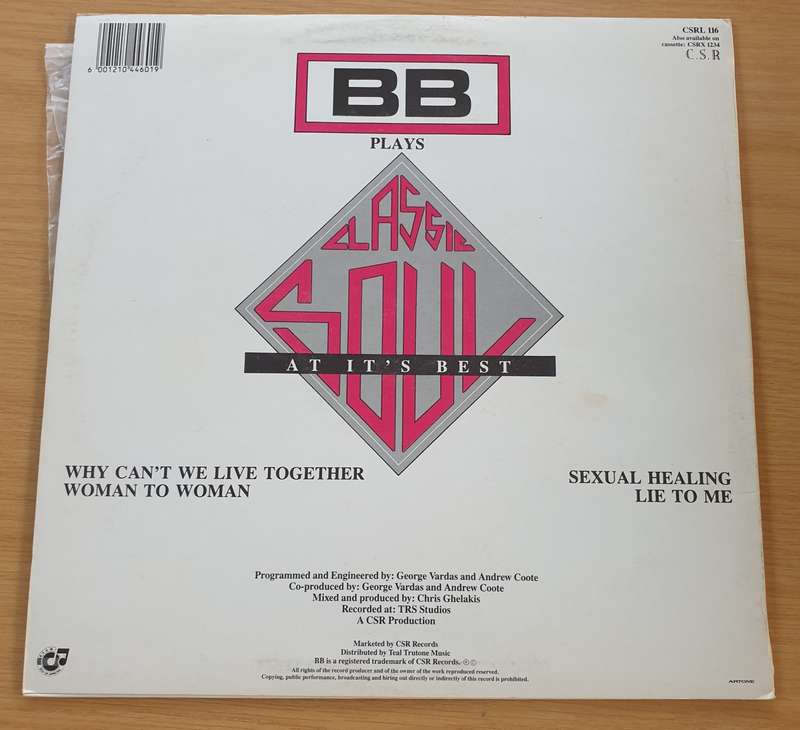 6 001210 446019
CSRL 116
Also available on
cassette: CSRX 1234
C.S.R
BB
PLAYS
CLASSIC
SOUL
AT IT'S BEST
WHY CAN'T WE LIVE TOGETHER
WOMAN TO WOMAN
SEXUAL HEALING
LIE TO ME
Programmed and Engineered by: George Vardas and Andrew Coote
Co-produced by: George Vardas and Andrew Coote
Mixed and produced by: Chris Ghelakis
Recorded at: TRS Studios
A CSR Production
Marketed by CSR Records
Distributed by Teal Trutone Music
BB is a registered trademark of CSR Records. ℗©
All rights of the record producer and of the owner of the work reproduced reserved.
Copying, public performance, broadcasting and hiring out directly or indirectly of this record is prohibited.
ARTONE